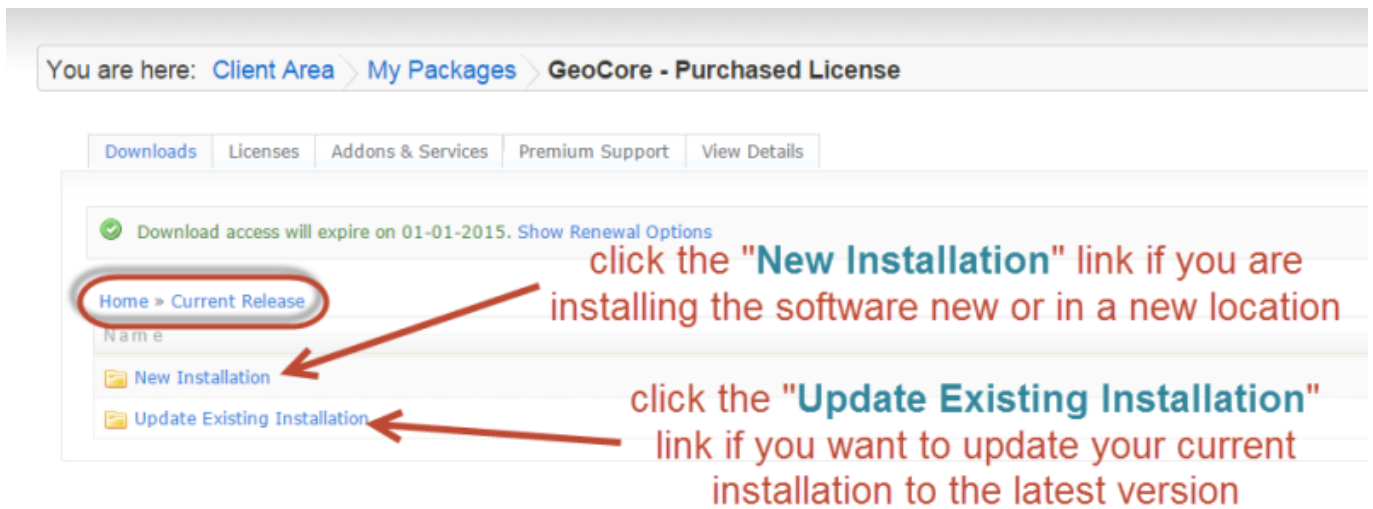 You are here: Client Area My Packages GeoCore - Purchased License
Downloads Licenses Addons & Services Premium Support View Details
Download access will expire on 01-01-2015. Show Renewal Options
click the "New Installation" link if you are
installing the software new or in a new location
Home » Current Release
Name
New Installation
Update Existing Installation
click the "Update Existing Installation"
link if you want to update your current
installation to the latest version